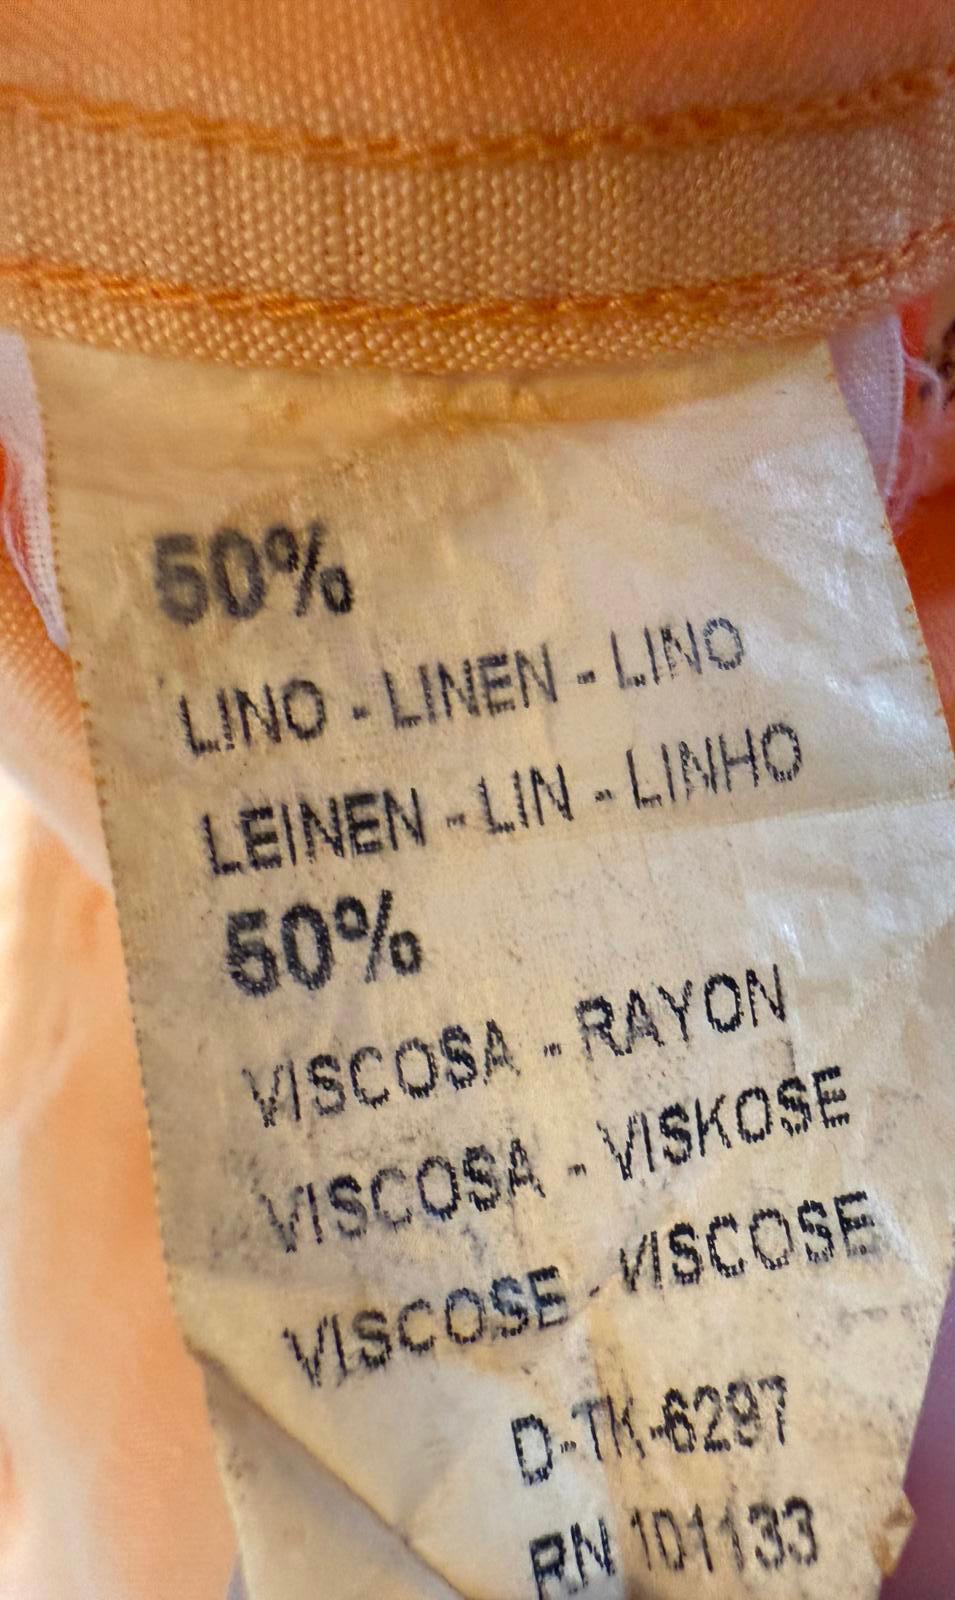 50%
LINO - LINEN - LINO
LEINEN - LIN - LINHO
50%
VISCOSA - RAYON
VISCOSA - VISKOSE
VISCOSE - VISCOSE
D-TK-6297
RN 101133